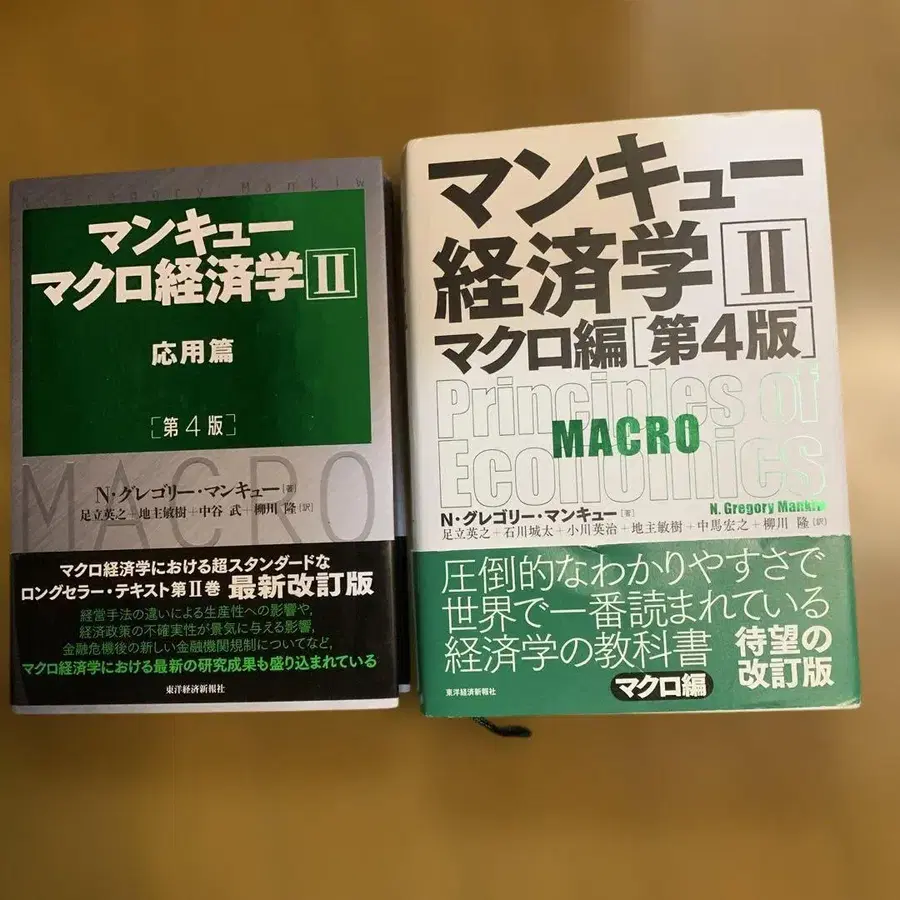 N. Gregory Mankiw
マンキュー
マクロ経済学 II
応用篇
[第4版]
MACRO
N・グレゴリー・マンキュー[著]
足立英之+地主敏樹+中谷 武+柳川 隆[訳]
マクロ経済学における超スタンダードな
ロングセラー・テキスト第II巻 最新改訂版
経営手法の違いによる生産性への影響や,
経済政策の不確実性が景気に与える影響,
金融危機後の新しい金融機関規制についてなど,
マクロ経済学における最新の研究成果も盛り込まれている
東洋経済新報社
マンキュー
経済学 II
マクロ編[第4版]
Principles of
Economics
MACRO
N. Gregory Mankiw
N・グレゴリー・マンキュー[著]
足立英之+石川城太+小川英治+地主敏樹+中馬宏之+柳川 隆[訳]
圧倒的なわかりやすさで
世界で一番読まれている
経済学の教科書
マクロ編
待望の
改訂版
東洋経済新報社